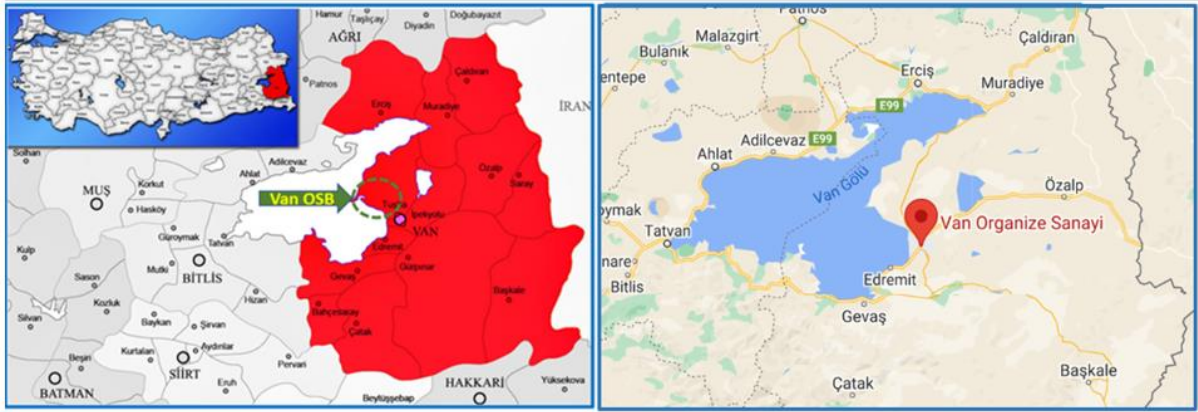 Hamur
Taşlıçay
Doğubayazıt
AĞRI
Diyadin
Patnos
Çaldıran
Erciş
Muradiye
İRAN
Solhan
Adilcevaz
Ahlat
Korkut
MUŞ
Hasköy
Van OSB
Özalp
Saray
İpekyolu
VAN
Güroymak
Tatvan
Edremit
Gürpınar
Kulp
Mutki
BİTLİS
Gevaş
Sason
Hizan
Kozluk
Başkale
Bahçesaray
Çatak
Silvan
Baykan
Şirvan
Kurtalan
Aydınlar
Beşiri
SİİRT
Pervari
Eruh
BATMAN
HAKKARİ
Yüksekova
Beytüşşebap
Patnos
Malazgirt
Bulanık
Çaldıran
entepe
Erciş
Muradiye
E99
Adilcevaz
E99
Ahlat
Van Gölü
Özalp
oymak
Tatvan
Van Organize Sanayi
nare
Bitlis
Edremit
Gevaş
Başkale
Çatak